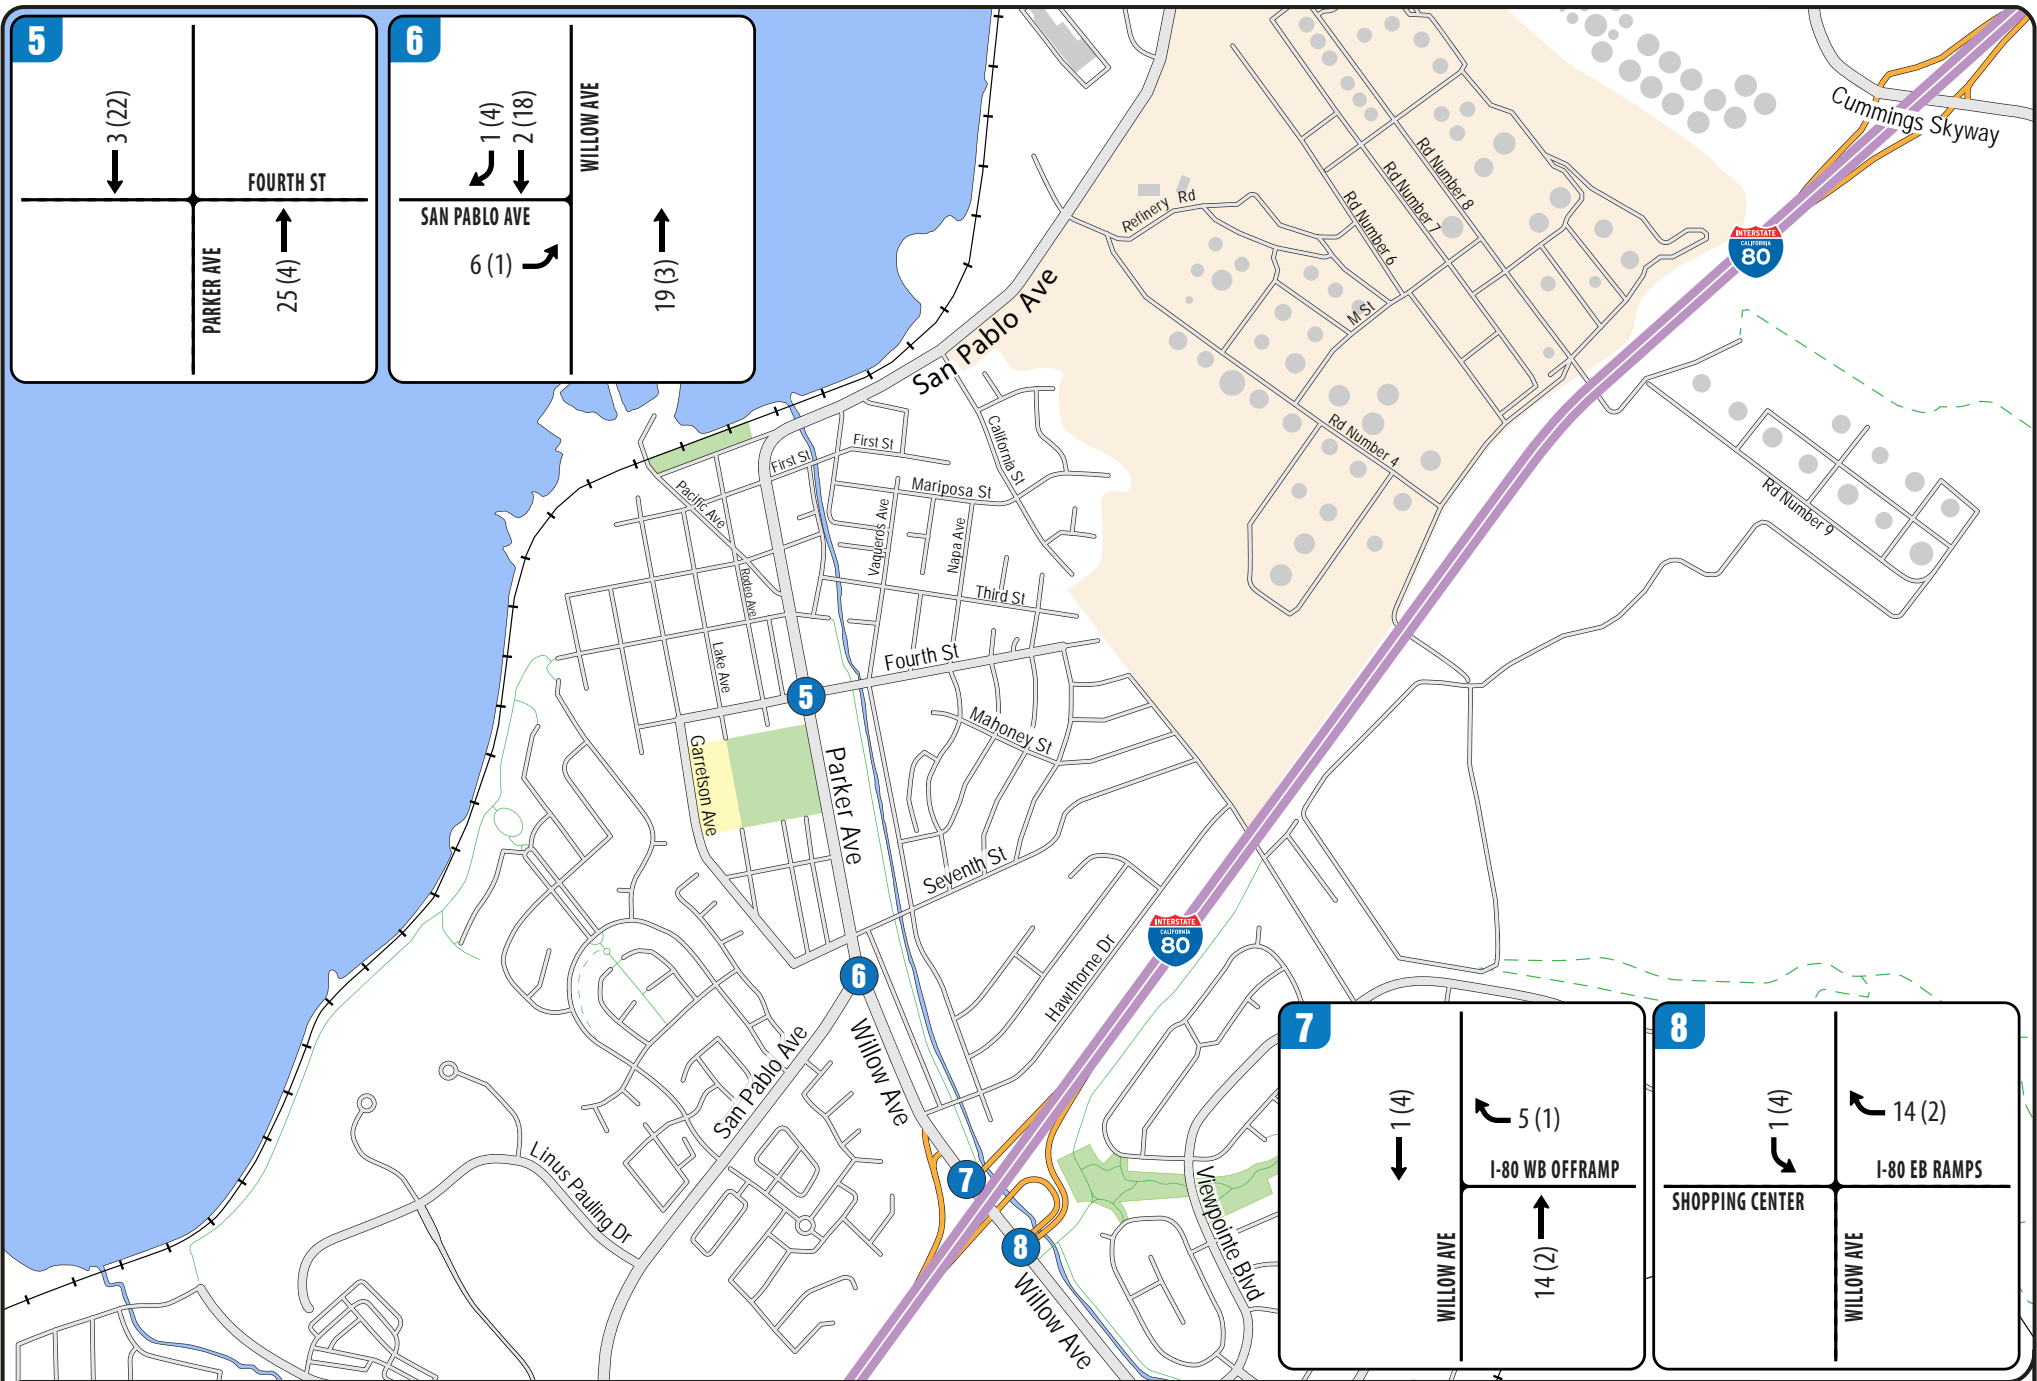 5
3 (22)
FOURTH ST
PARKER AVE
25 (4)
6
1 (4)
2 (18)
WILLOW AVE
SAN PABLO AVE
6 (1)
19 (3)
Cummings Skyway
INTERSTATE
CALIFORNIA
80
Refinery Rd
Rd Number 8
Rd Number 7
Rd Number 6
M St
San Pablo Ave
Rd Number 4
Rd Number 9
First St
First St
California St
Mariposa St
Pacific Ave
Vaqueros Ave
Napa Ave
Rodeo Ave
Third St
Lake Ave
Fourth St
5
Mahoney St
Garretson Ave
Parker Ave
Seventh St
INTERSTATE
CALIFORNIA
80
6
Hawthorne Dr
San Pablo Ave
Willow Ave
Linus Pauling Dr
7
Viewpointe Blvd
8
Willow Ave
7
1 (4)
5 (1)
I-80 WB OFFRAMP
WILLOW AVE
14 (2)
8
1 (4)
14 (2)
I-80 EB RAMPS
SHOPPING CENTER
WILLOW AVE